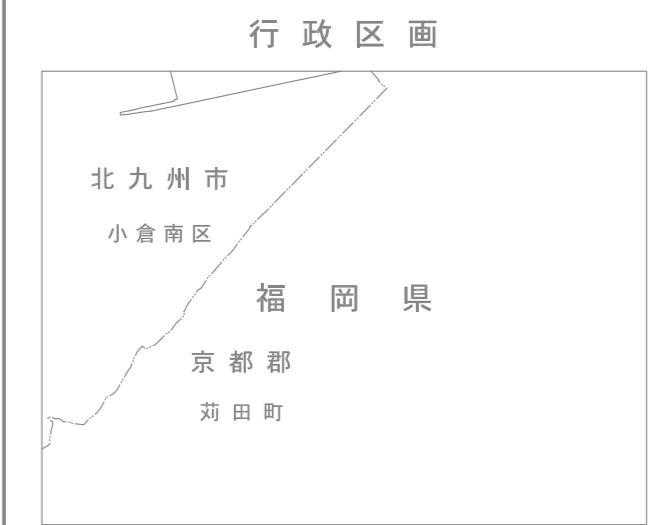 行政区画
北九州市
小倉南区
福岡県
京都郡
苅田町